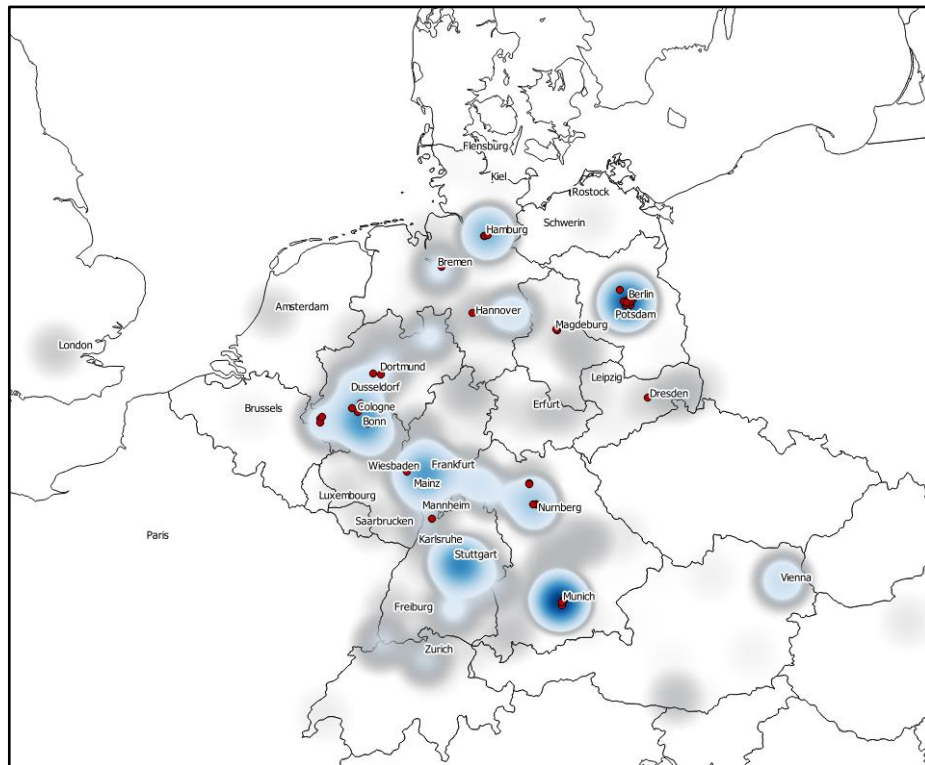 Flensburg
Kiel
Rostock
Schwerin
Hamburg
Bremen
Berlin
Amsterdam
Hannover
Potsdam
Magdeburg
London
Dortmund
Leipzig
Dusseldorf
Dresden
Brussels
Cologne
Erfurt
Bonn
Wiesbaden
Frankfurt
Mainz
Luxembourg
Mannheim
Nurnberg
Saarbrucken
Paris
Karlsruhe
Stuttgart
Vienna
Munich
Freiburg
Zurich